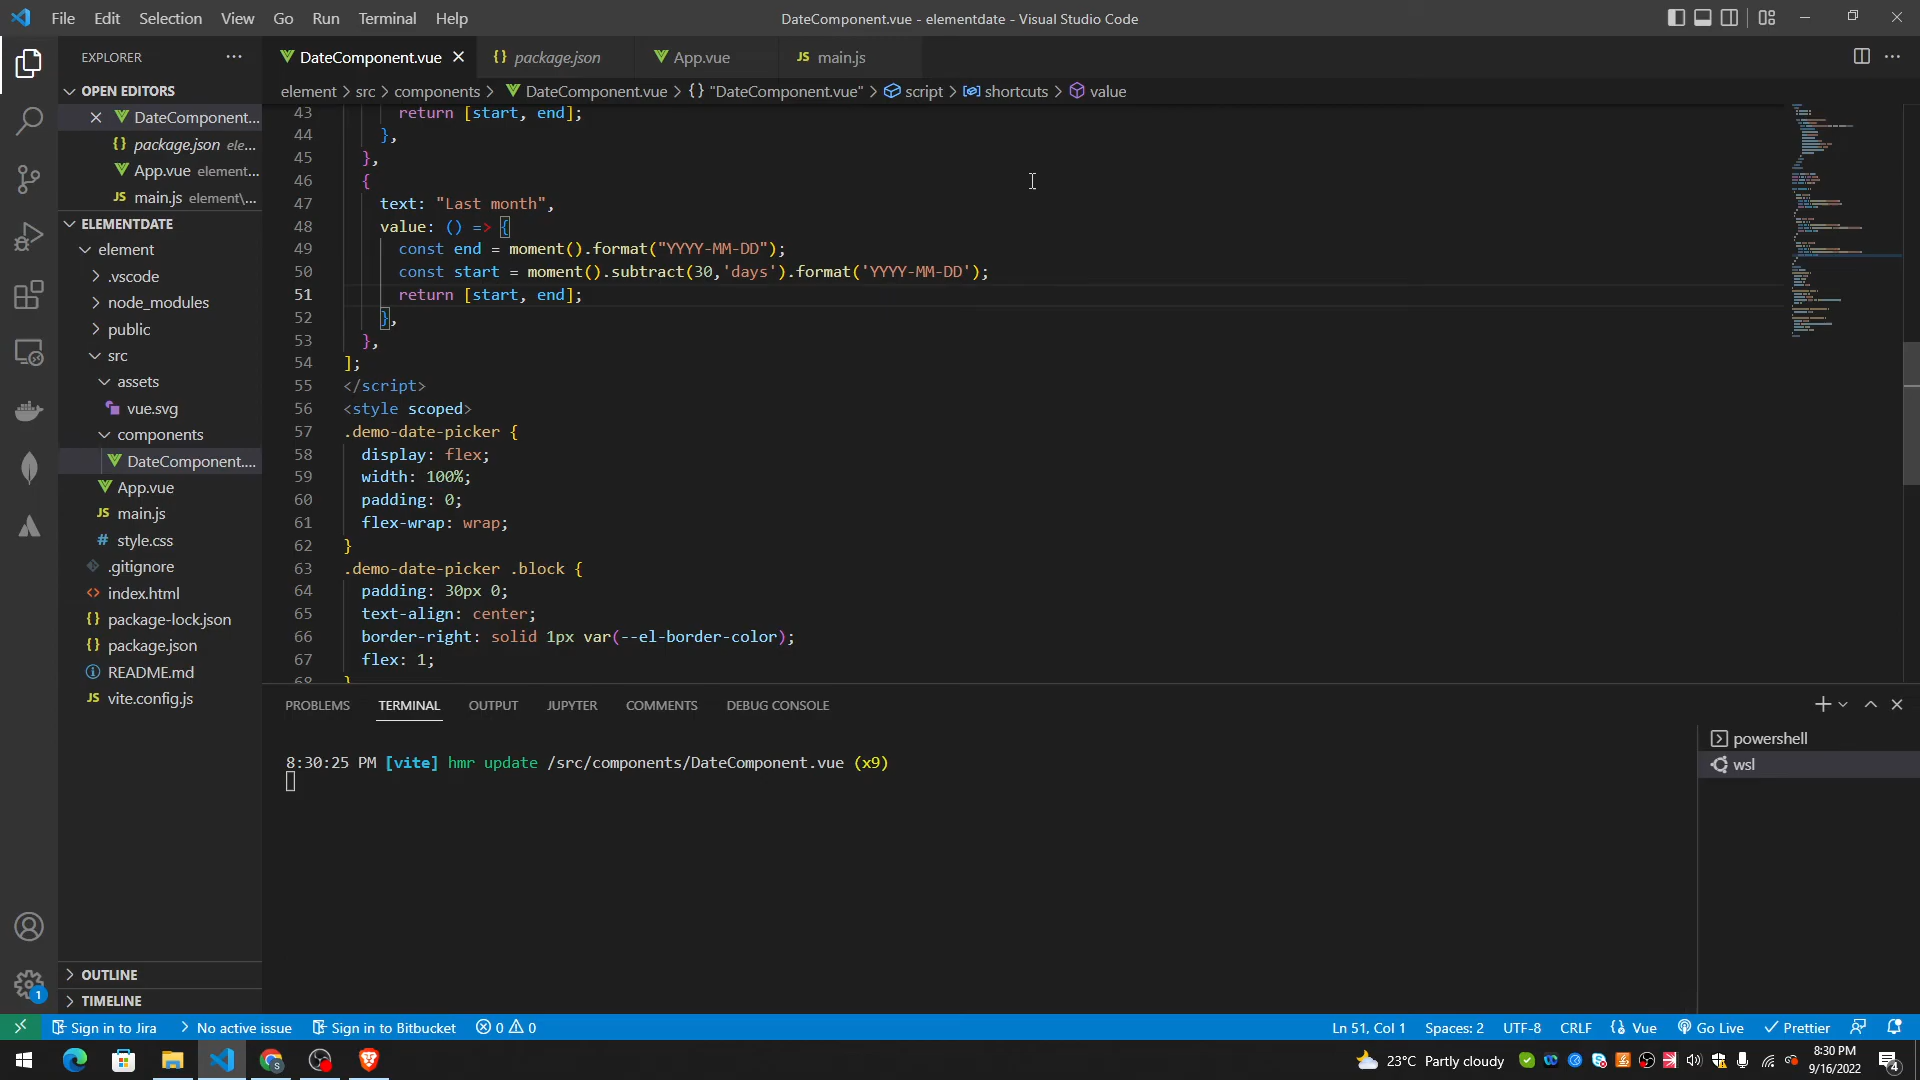 File Edit Selection View Go Run Terminal Help
DateComponent.vue - elementdate - Visual Studio Code
EXPLORER
OPEN EDITORS
DateComponent...
package.json ele...
App.vue element...
main.js element\...
ELEMENTDATE
element
.vscode
node_modules
public
src
assets
vue.svg
components
DateComponent....
App.vue
main.js
style.css
.gitignore
index.html
package-lock.json
package.json
README.md
vite.config.js
OUTLINE
TIMELINE
1
DateComponent.vue
package.json
App.vue
main.js
element > src > components > DateComponent.vue > {} "DateComponent.vue" > script > shortcuts > value
43 return [start, end];
44 },
45 },
46 {
47 text: "Last month",
48 value: () => {
49 const end = moment().format("YYYY-MM-DD");
50 const start = moment().subtract(30,'days').format('YYYY-MM-DD');
51 return [start, end];
52 },
53 },
54 ];
55 </script>
56 <style scoped>
57 .demo-date-picker {
58 display: flex;
59 width: 100%;
60 padding: 0;
61 flex-wrap: wrap;
62 }
63 .demo-date-picker .block {
64 padding: 30px 0;
65 text-align: center;
66 border-right: solid 1px var(--el-border-color);
67 flex: 1;
68 }
PROBLEMS TERMINAL OUTPUT JUPYTER COMMENTS DEBUG CONSOLE
8:30:25 PM [vite] hmr update /src/components/DateComponent.vue (x9)
powershell
wsl
Sign in to Jira
No active issue
Sign in to Bitbucket
0 0
Ln 51, Col 1
Spaces: 2
UTF-8
CRLF
{} Vue
Go Live
Prettier
23°C Partly cloudy
8:30 PM
9/16/2022
4